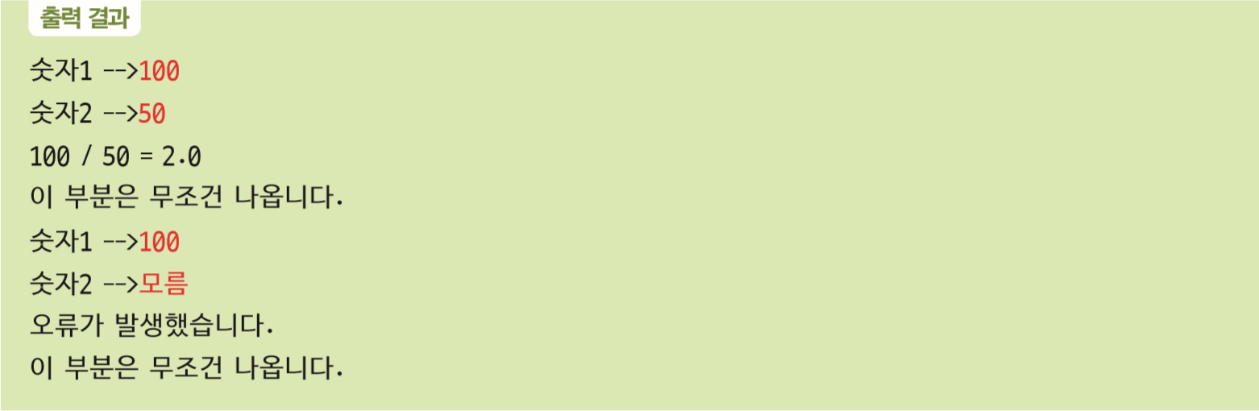 출력 결과
숫자1 -->100
숫자2 -->50
100 / 50 = 2.0
이 부분은 무조건 나옵니다.
숫자1 -->100
숫자2 -->모름
오류가 발생했습니다.
이 부분은 무조건 나옵니다.